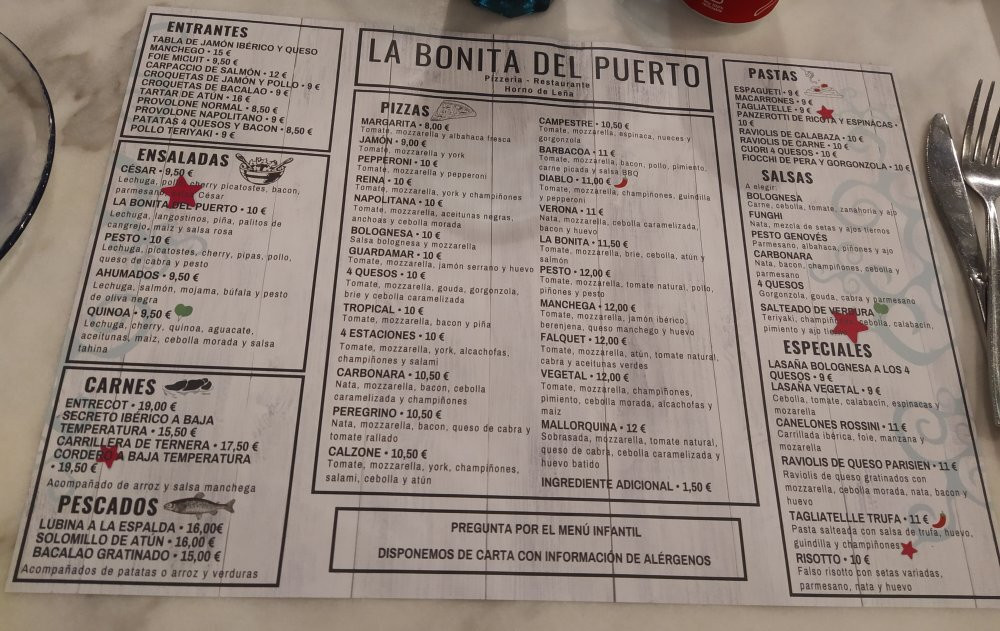 ENTRANTES
TABLA DE JAMÓN IBÉRICO Y QUESO
MANCHEGO • 15 €
FOIE MICUIT • 9,50 €
CARPACCIO DE SALMÓN • 12 €
CROQUETAS DE JAMÓN Y POLLO • 9 €
CROQUETAS DE BACALAO • 9 €
TARTAR DE ATÚN • 16 €
PROVOLONE NORMAL • 8,50 €
PROVOLONE NAPOLITANO • 9 €
PATATAS 4 QUESOS Y BACON • 8,50 €
POLLO TERIYAKI • 9 €
ENSALADAS
CÉSAR • 9,50 €
Lechuga, cherry picatostes, bacon,
César
LA BONITA DEL PUERTO • 10 €
Lechuga, langostinos, piña, palitos de
cangrejo, maíz y salsa rosa
PESTO • 10 €
Lechuga, picatostes, cherry, pipas, pollo,
queso de cabra y pesto
AHUMADOS • 9,50 €
Lechuga, salmón, mojama, búfala y pesto
de oliva negra
QUINOA • 9,50 €
Lechuga, cherry, quinoa, aguacate,
aceitunas, maiz, cebolla morada y salsa
tahina
CARNES
ENTRECOT • 19,00 €
SECRETO IBÉRICO A BAJA
TEMPERATURA • 15,50 €
CARRILLERA DE TERNERA • 17,50 €
CORDERO A BAJA TEMPERATURA
• 19,50 €
Acompañado de arroz y salsa manchega
PESCADOS
LUBINA A LA ESPALDA • 16,00€
SOLOMILLO DE ATÚN • 16,00 €
BACALAO GRATINADO • 15,00 €
Acompañados de patatas o arroz y verduras
LA BONITA DEL PUERTO
Pizzeria - Restaurante
Horno de Leña
PIZZAS
MARGARITA • 8,00 €
Tomate, mozzarella y albahaca fresca
JAMÓN • 9,00 €
Tomate, mozzarella y york
PEPPERONI • 10 €
Tomate, mozzarella y pepperoni
REINA • 10 €
Tomate, mozzarella, york y champiñones
NAPOLITANA • 10 €
Tomate, mozzarella, aceitunas negras,
anchoas y cebolla morada
BOLOGNESA • 10 €
Salsa bolognesa y mozzarella
GUARDAMAR • 10 €
Tomate, mozzarella, jamón serrano y huevo
4 QUESOS • 10 €
Tomate, mozzarella, gouda, gorgonzola,
brie y cebolla caramelizada
TROPICAL • 10 €
Tomate, mozzarella, bacon y piña
4 ESTACIONES • 10 €
Tomate, mozzarella, york, alcachofas,
champiñones y salami
CARBONARA • 10,50 €
Nata, mozzarella, bacon, cebolla
caramelizada y champiñones
PEREGRINO • 10,50 €
Nata, mozzarella, bacon, queso de cabra y
tomate rallado
CALZONE • 10,50 €
Tomate, mozzarella, york, champiñones,
salami, cebolla y atún
CAMPESTRE • 10,50 €
Tomate, mozzarella, espinaca, nueces y
gorgonzola
BARBACOA • 11 €
Tomate, mozzarella, bacon, pollo, pimiento,
carne picada y salsa BBQ
DIABLO • 11,00 €
Tomate, mozzarella, champiñones, guindilla
y pepperoni
VERONA • 11 €
Nata, mozzarella, cebolla caramelizada,
bacon y huevo
LA BONITA • 11,50 €
Tomate, mozzarella, brie, cebolla, atún y
salmón
PESTO • 12,00 €
Tomate, mozzarella, tomate natural, pollo,
piñones y pesto
MANCHEGA • 12,00 €
Tomate, mozzarella, jamón ibérico,
berenjena, queso manchego y huevo
FALQUET • 12,00 €
Tomate, mozzarella, atún, tomate natural,
cabra y aceitunas verdes
VEGETAL • 12,00 €
Tomate, mozzarella, champiñones,
pimiento, cebolla morada, alcachofas y
maiz
MALLORQUINA • 12 €
Sobrasada, mozzarella, tomate natural,
queso de cabra, cebolla caramelizada y
huevo batido
INGREDIENTE ADICIONAL • 1,50 €
PREGUNTA POR EL MENÚ INFANTIL
DISPONEMOS DE CARTA CON INFORMACIÓN DE ALÉRGENOS
PASTAS
ESPAGUETI • 9 €
MACARRONES • 9 €
TAGLIATELLE • 9 €
PANZEROTTI DE RICOTA Y ESPINACAS •
10 €
RAVIOLIS DE CALABAZA • 10 €
RAVIOLIS DE CARNE • 10 €
CUORI 4 QUESOS • 10 €
FIOCCHI DE PERA Y GORGONZOLA • 10 €
SALSAS
A elegir:
BOLOGNESA
Carne, cebolla, tomate, zanahoria y ajo
FUNGHI
Nata, mezcla de setas y ajos tiernos
PESTO GENOVÉS
Parmesano, albahaca, piñones y ajo
CARBONARA
Nata, bacon, champiñones, cebolla y
parmesano
4 QUESOS
Gorgonzola, gouda, cabra y parmesano
SALTEADO DE VERDURA
Teriyaki, cebolla, calabacín,
pimiento y ajo
ESPECIALES
LASAÑA BOLOGNESA A LOS 4
QUESOS • 9 €
LASAÑA VEGETAL • 9 €
Cebolla, tomate, calabacín, espinacas y
mozarella
CANELONES ROSSINI • 11 €
Carrillada ibérica, foie, manzana y
mozarella
RAVIOLIS DE QUESO PARISIEN • 11 €
Raviolis de queso gratinados con
mozzarella, cebolla morada, nata, bacon y
huevo
TAGLIATELLLE TRUFA • 11 €
Pasta salteada con salsa de trufa, huevo,
guindilla y champiñones
RISOTTO • 10 €
Falso risotto con setas variadas,
parmesano, nata y huevo